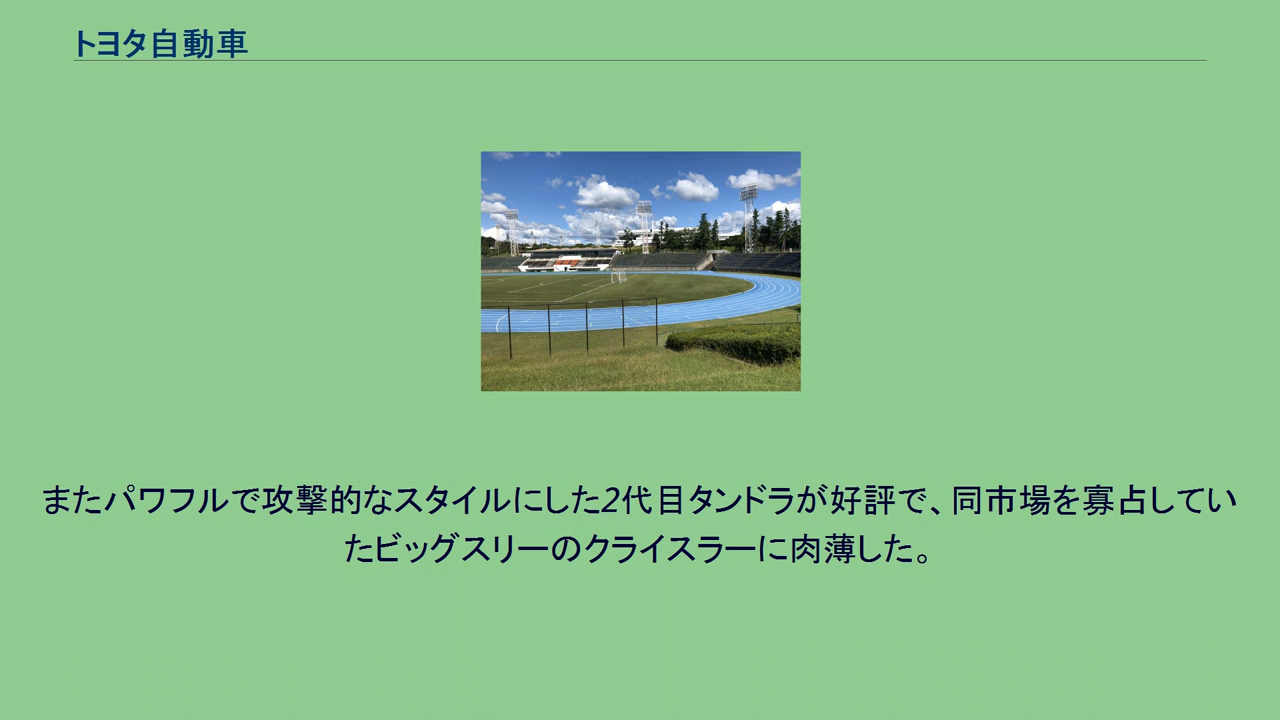 トヨタ自動車
またパワフルで攻撃的なスタイルにした2代目タンドラが好評で、同市場を寡占してい
たビッグスリーのクライスラーに肉薄した。